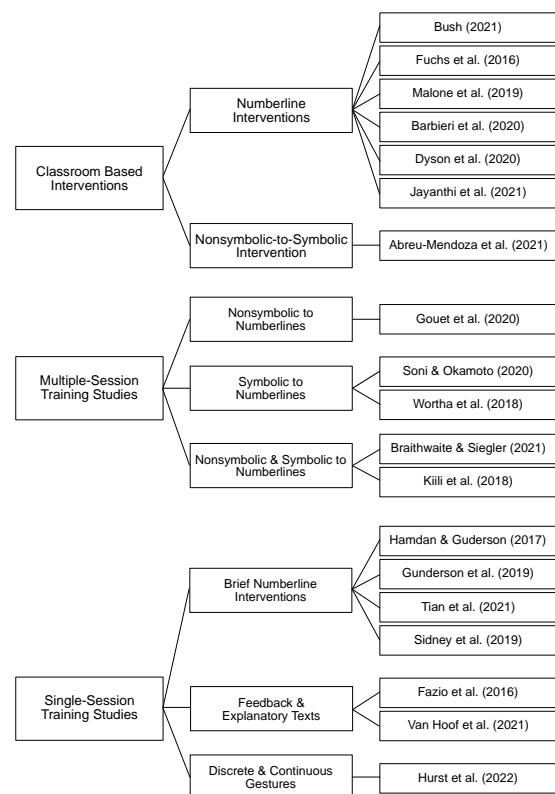 Classroom Based
Interventions
Numberline
Interventions
Bush (2021)
Fuchs et al. (2016)
Malone et al. (2019)
Barbieri et al. (2020)
Dyson et al. (2020)
Jayanthi et al. (2021)
Nonsymbolic-to-Symbolic
Intervention
Abreu-Mendoza et al. (2021)
Multiple-Session
Training Studies
Nonsymbolic to
Numberlines
Gouet et al. (2020)
Symbolic to
Numberlines
Soni & Okamoto (2020)
Wortha et al. (2018)
Nonsymbolic & Symbolic to
Numberlines
Braithwaite & Siegler (2021)
Kiili et al. (2018)
Single-Session
Training Studies
Brief Numberline
Interventions
Hamdan & Guderson (2017)
Gunderson et al. (2019)
Tian et al. (2021)
Sidney et al. (2019)
Feedback &
Explanatory Texts
Fazio et al. (2016)
Van Hoof et al. (2021)
Discrete & Continuous
Gestures
Hurst et al. (2022)